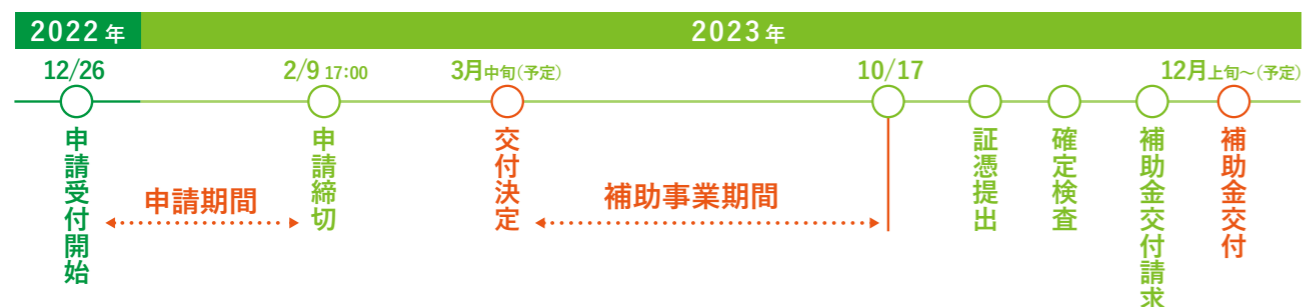 2022年
2023年
12/26
2/9 17:00
3月中旬(予定)
10/17
12月上旬~(予定)
申請受付開始
申請期間
申請締切
交付決定
補助事業期間
証憑提出
確定検査
補助金交付請求
補助金交付